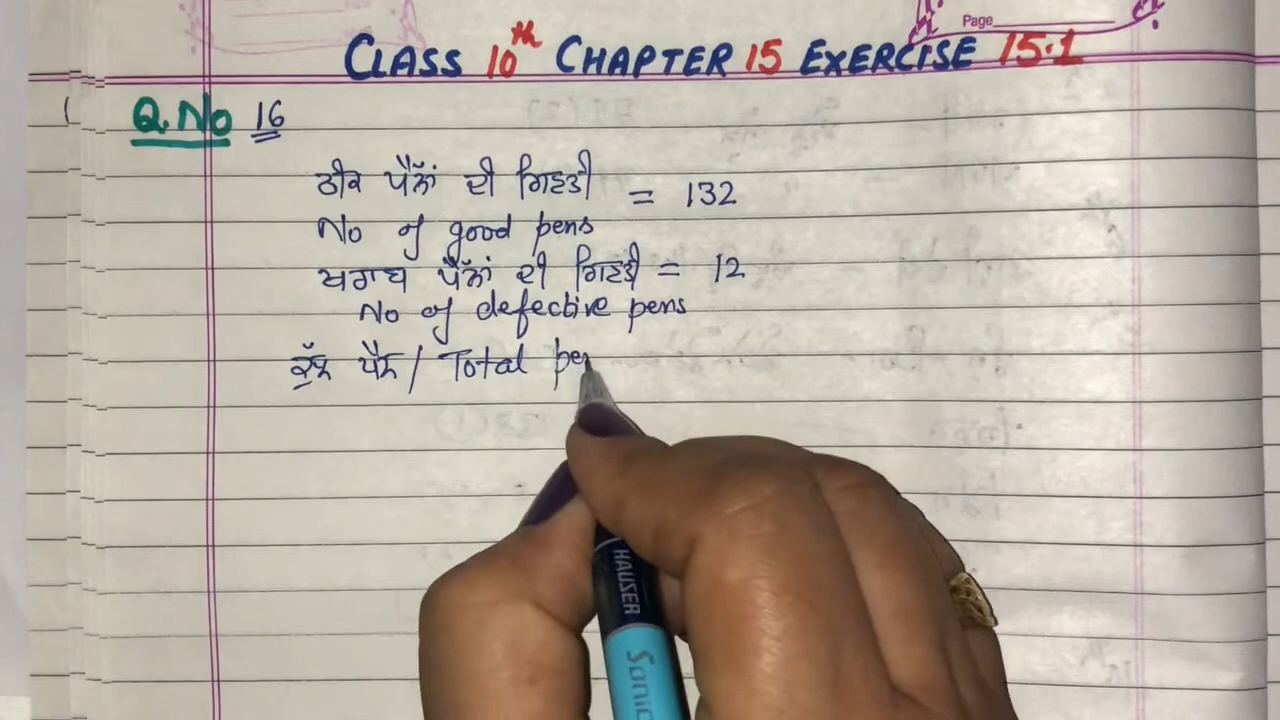 Page
CLASS 10th CHAPTER 15 EXERCISE 15.1
Q.No 16
ਠੀਕ ਪੈੱਨਾਂ ਦੀ ਗਿਣਤੀ = 132
No of good pens
ਖਰਾਬ ਪੈੱਨਾਂ ਦੀ ਗਿਣਤੀ = 12
No of defective pens
ਕੁੱਲ ਪੈੱਨ / Total pe
HAUSER
Sonic